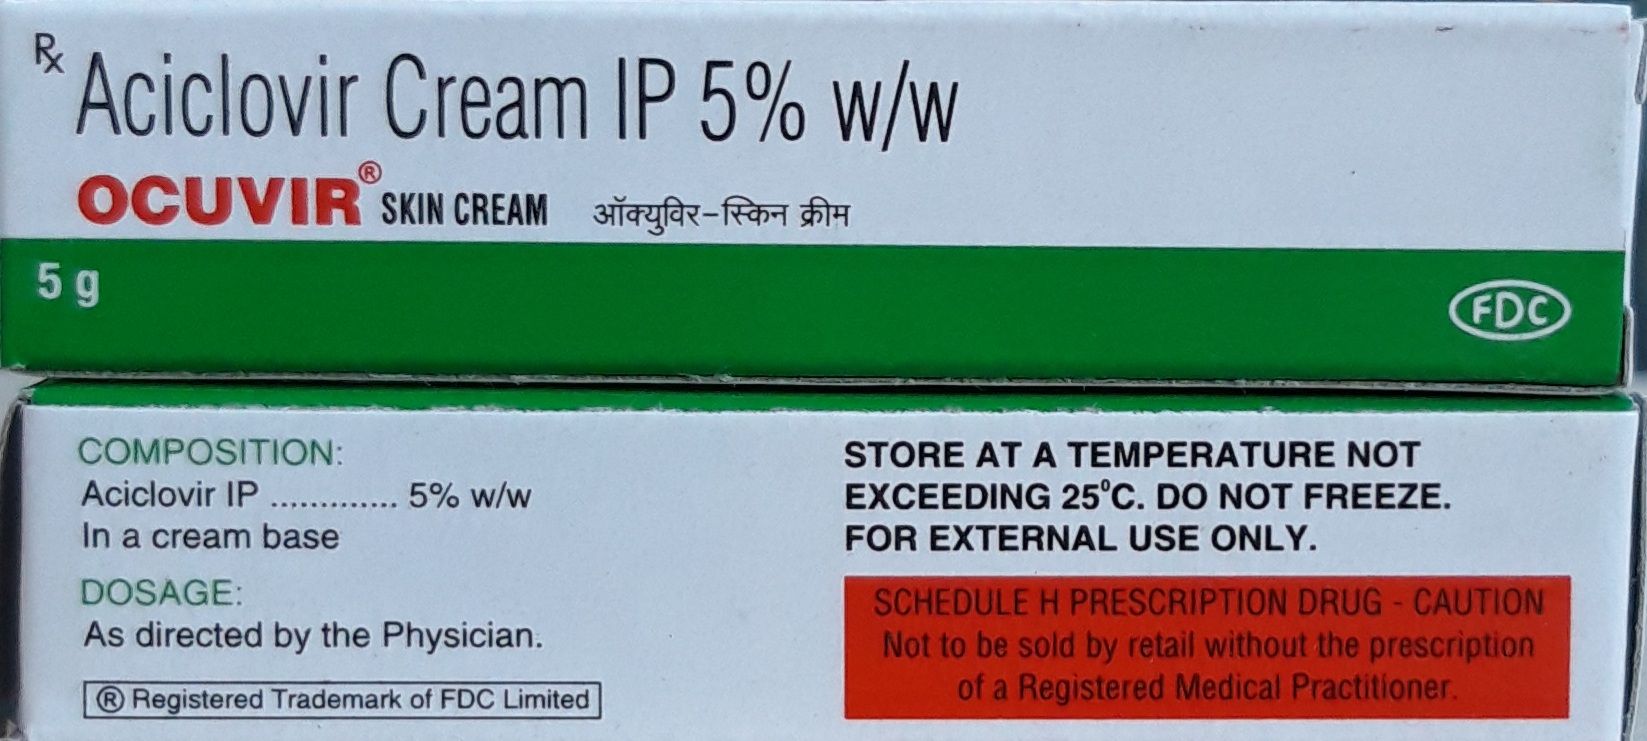 Rx Aciclovir Cream IP 5% w/w
OCUVIR® SKIN CREAM ऑक्युविर-स्किन क्रीम
5 g
FDC
COMPOSITION:
Aciclovir IP ............. 5% w/w
In a cream base
DOSAGE:
As directed by the Physician.
® Registered Trademark of FDC Limited
STORE AT A TEMPERATURE NOT
EXCEEDING 25⁰C. DO NOT FREEZE.
FOR EXTERNAL USE ONLY.
SCHEDULE H PRESCRIPTION DRUG - CAUTION
Not to be sold by retail without the prescription
of a Registered Medical Practitioner.